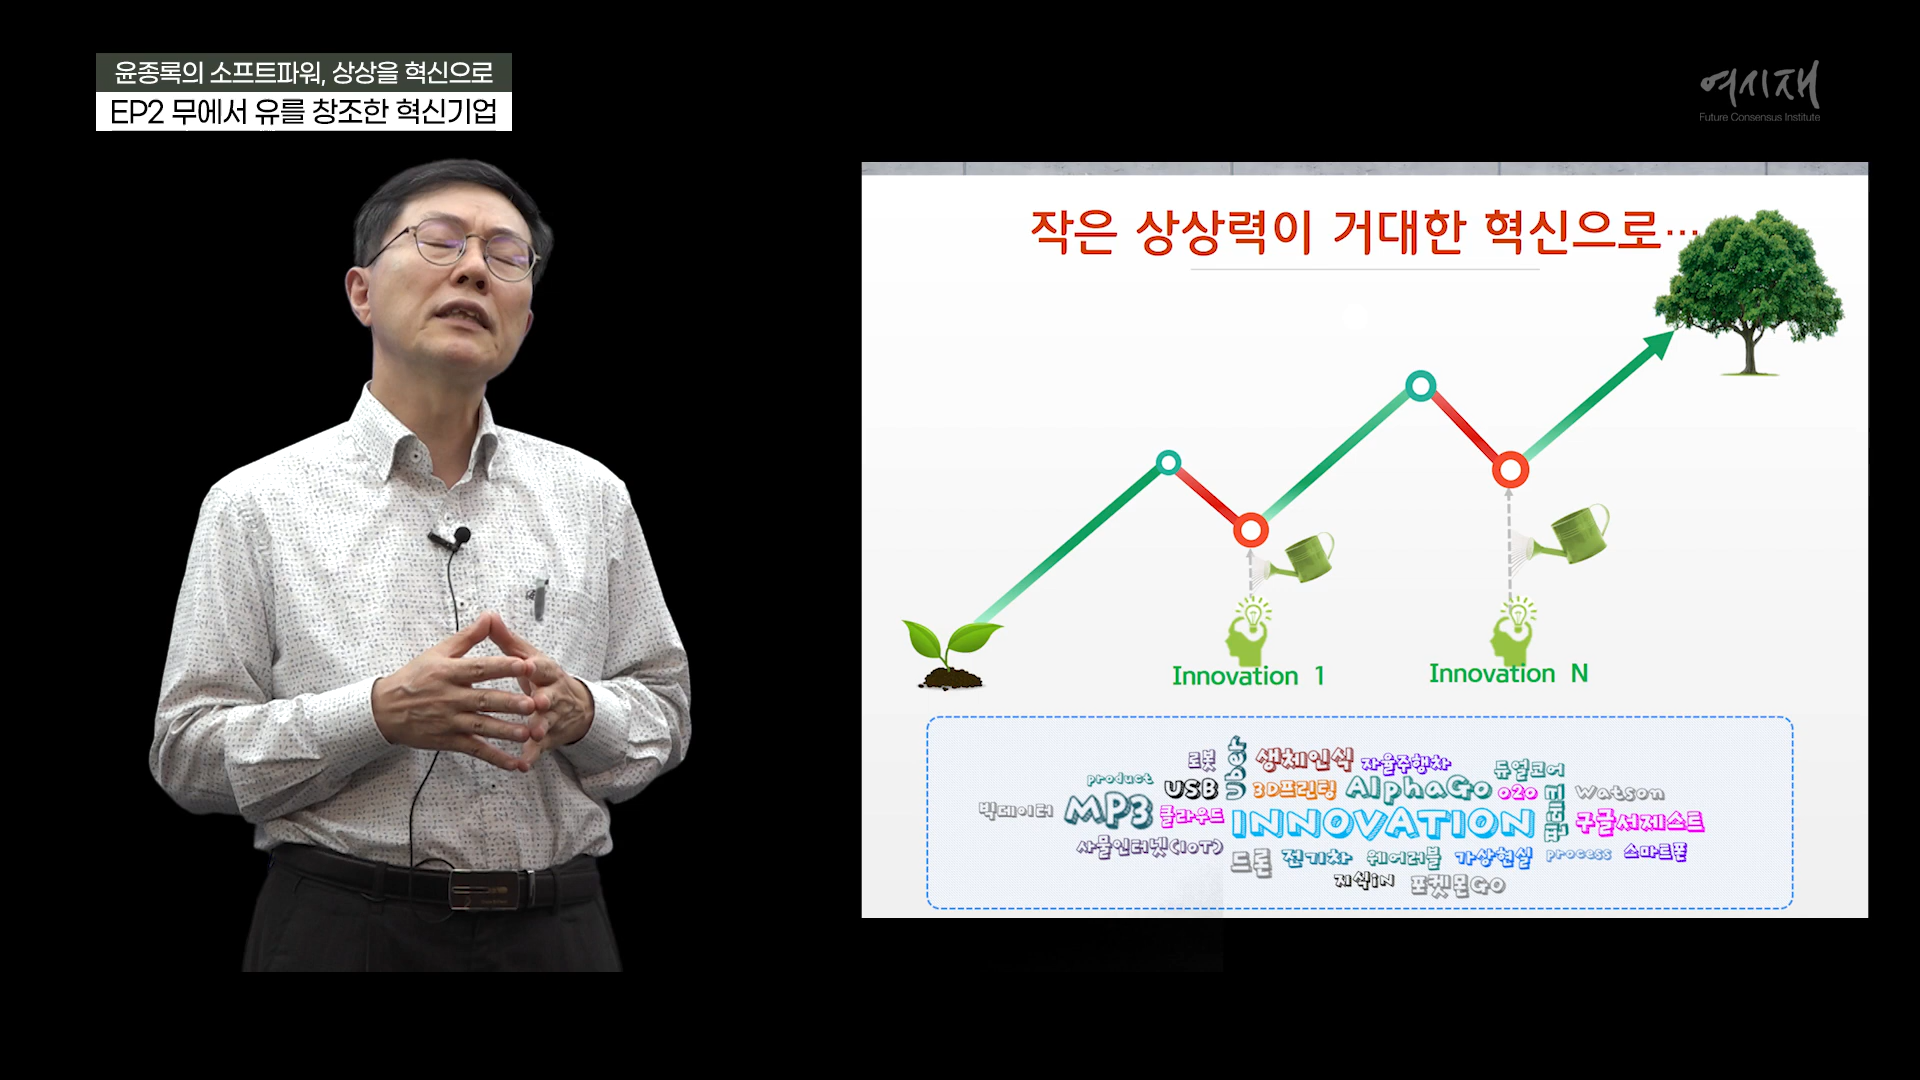 윤종록의 소프트파워, 상상을 혁신으로
EP2 무에서 유를 창조한 혁신기업
여시재
Future Consensus Institute
작은 상상력이 거대한 혁신으로…
Innovation 1
Innovation N
로봇
uber
생체인식
자율주행차
듀얼코어
product
USB
3D프린팅
AlphaGo
O2O
Watson
빅데이터
MP3
클라우드
INNOVATION
구글서제스트
사물인터넷(IoT)
드론
전기차
웨어러블
가상현실
process
스마트폰
지식iN
포켓몬GO